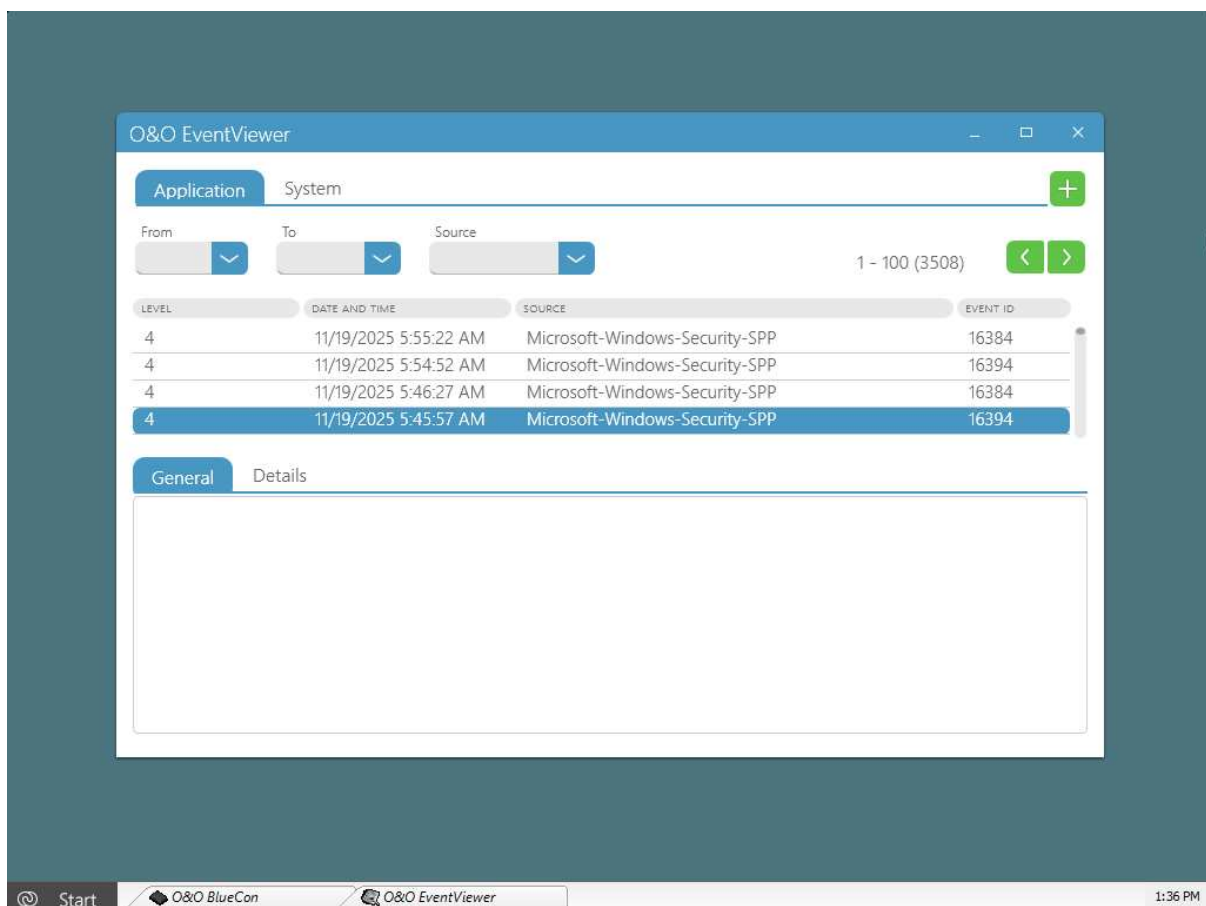 O&O EventViewer
Application System
From To Source
1 - 100 (3508)
LEVEL DATE AND TIME SOURCE EVENT ID
4 11/19/2025 5:55:22 AM Microsoft-Windows-Security-SPP 16384
4 11/19/2025 5:54:52 AM Microsoft-Windows-Security-SPP 16394
4 11/19/2025 5:46:27 AM Microsoft-Windows-Security-SPP 16384
4 11/19/2025 5:45:57 AM Microsoft-Windows-Security-SPP 16394
General Details
Start O&O BlueCon O&O EventViewer 1:36 PM